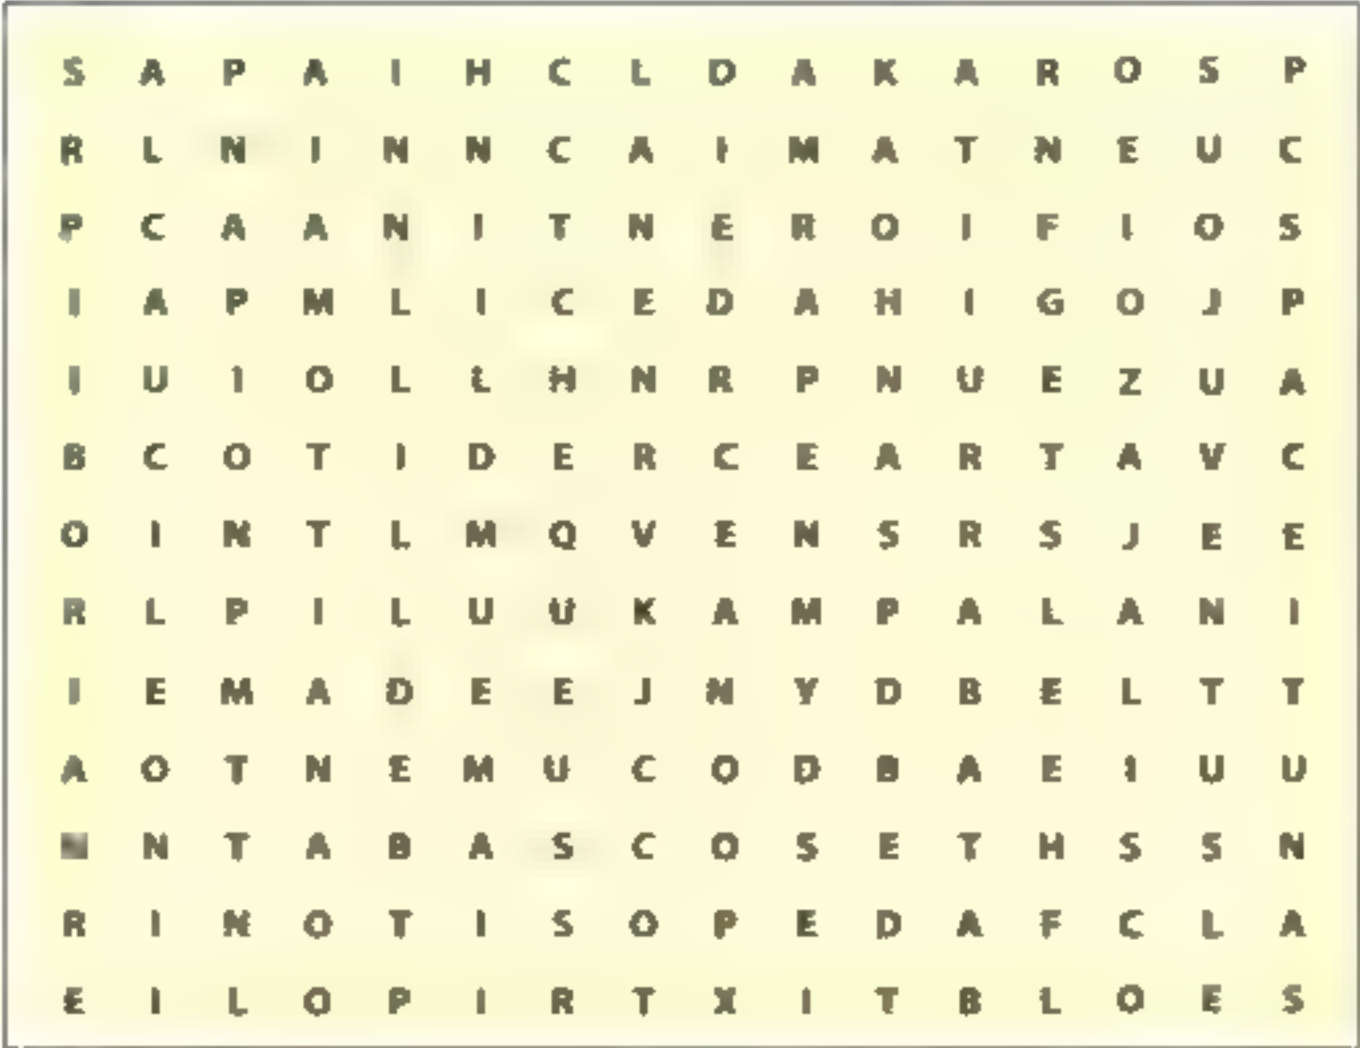 S A P A I H C L D A K A R O S P
R L N I N N C A I M A T N E U C
P C A A N I T N E R O I F I O S
I A P M L I C E D A H I G O J P
I U I O L L H N R P N U E Z U A
B C O T I D E R C E A R T A V C
O I N T L M Q V E N S R S J E E
R L P I L U U K A M P A L A N I
I E M A D E E J N Y D B E L T T
A O T N E M U C O D B A E I U U
N T A B A S C O S E T H S S N
R I N O T I S O P E D A F C L A
E I L O P I R T X I T B L O E S